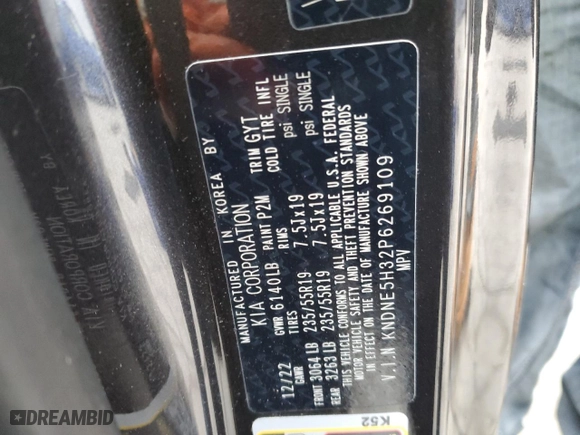 MANUFACTURED IN KOREA BY
KIA CORPORATION
12/22 GVWR 6140LB PAINT P2M TRIM GYT
GAWR TIRES RIMS COLD TIRE INFL
FRONT 3064LB 235/55R19 7.5Jx19 psi SINGLE
REAR 3263LB 235/55R19 7.5Jx19 psi SINGLE
THIS VEHICLE CONFORMS TO ALL APPLICABLE U.S.A. FEDERAL
MOTOR VEHICLE SAFETY AND THEFT PREVENTION STANDARDS
IN EFFECT ON THE DATE OF MANUFACTURE SHOWN ABOVE
V.I.N KNDNE5H32P6269109
MPV
K52
DREAMBID